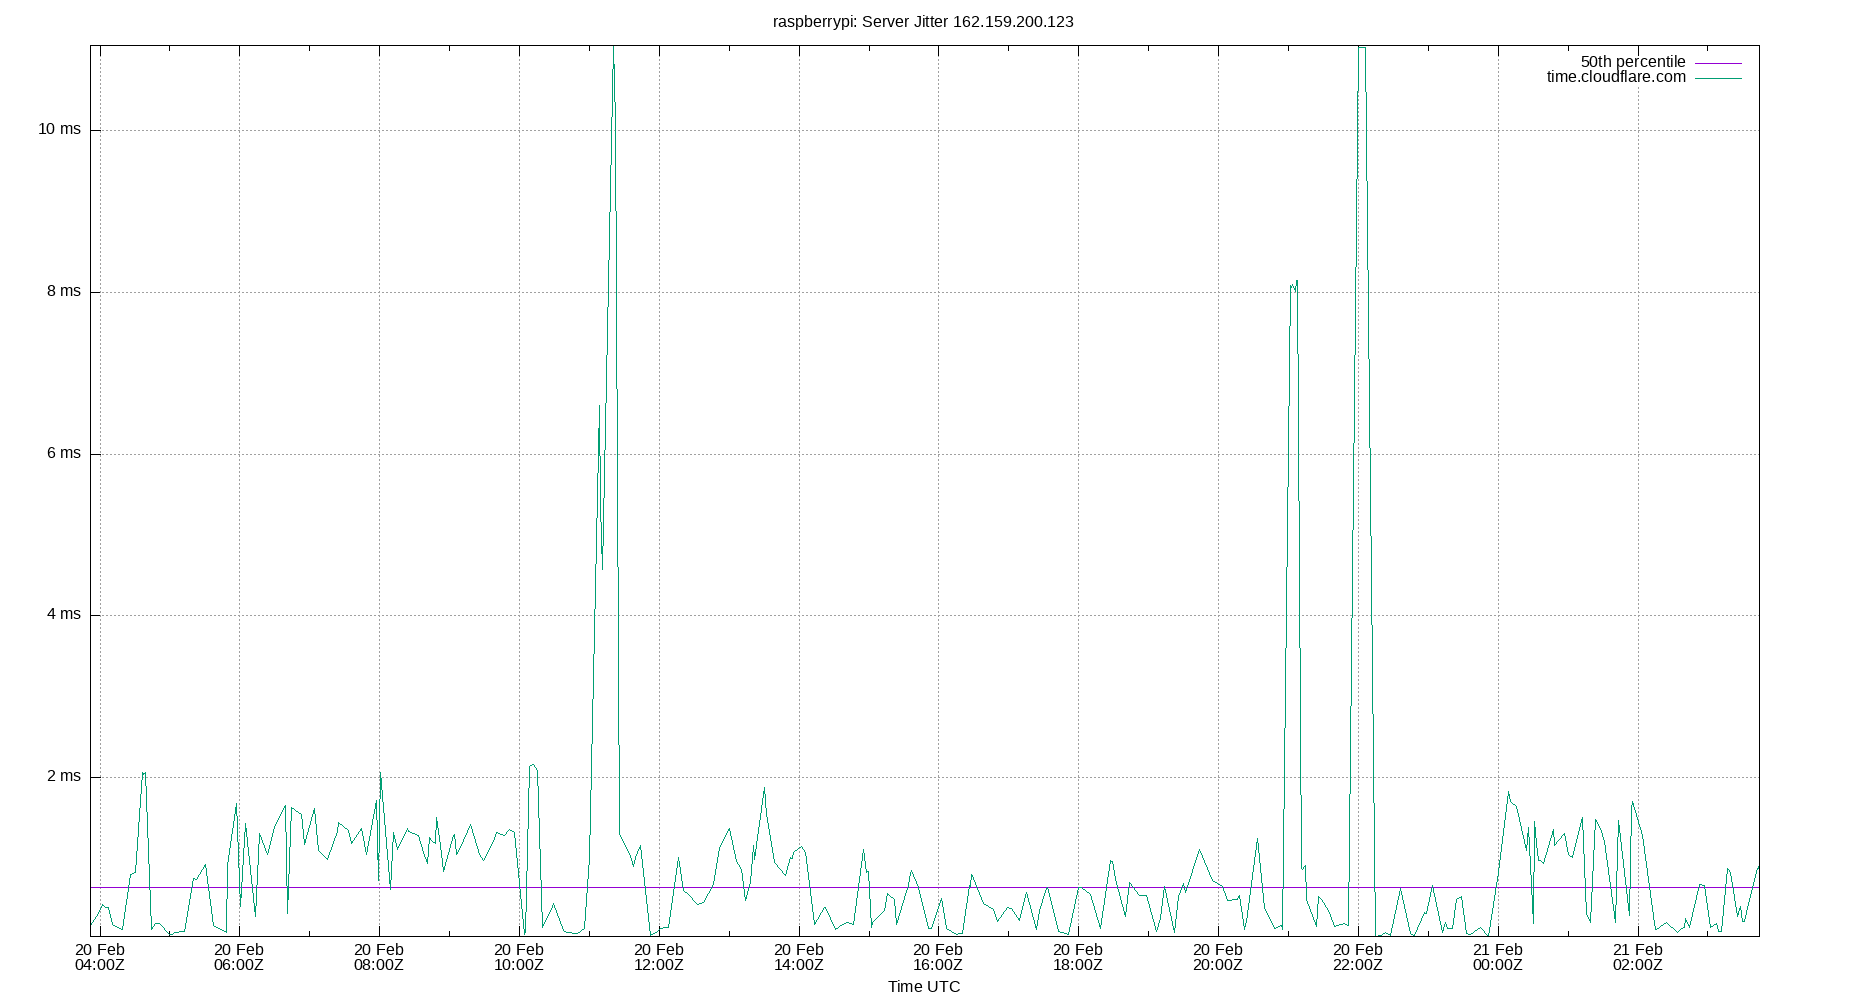 raspberrypi: Server Jitter 162.159.200.123
50th percentile
time.cloudflare.com
10 ms
8 ms
6 ms
4 ms
2 ms
20 Feb 20 Feb 20 Feb 20 Feb 20 Feb 20 Feb 20 Feb 20 Feb 20 Feb 20 Feb 21 Feb 21 Feb
04:00Z 06:00Z 08:00Z 10:00Z 12:00Z 14:00Z 16:00Z 18:00Z 20:00Z 22:00Z 00:00Z 02:00Z
Time UTC